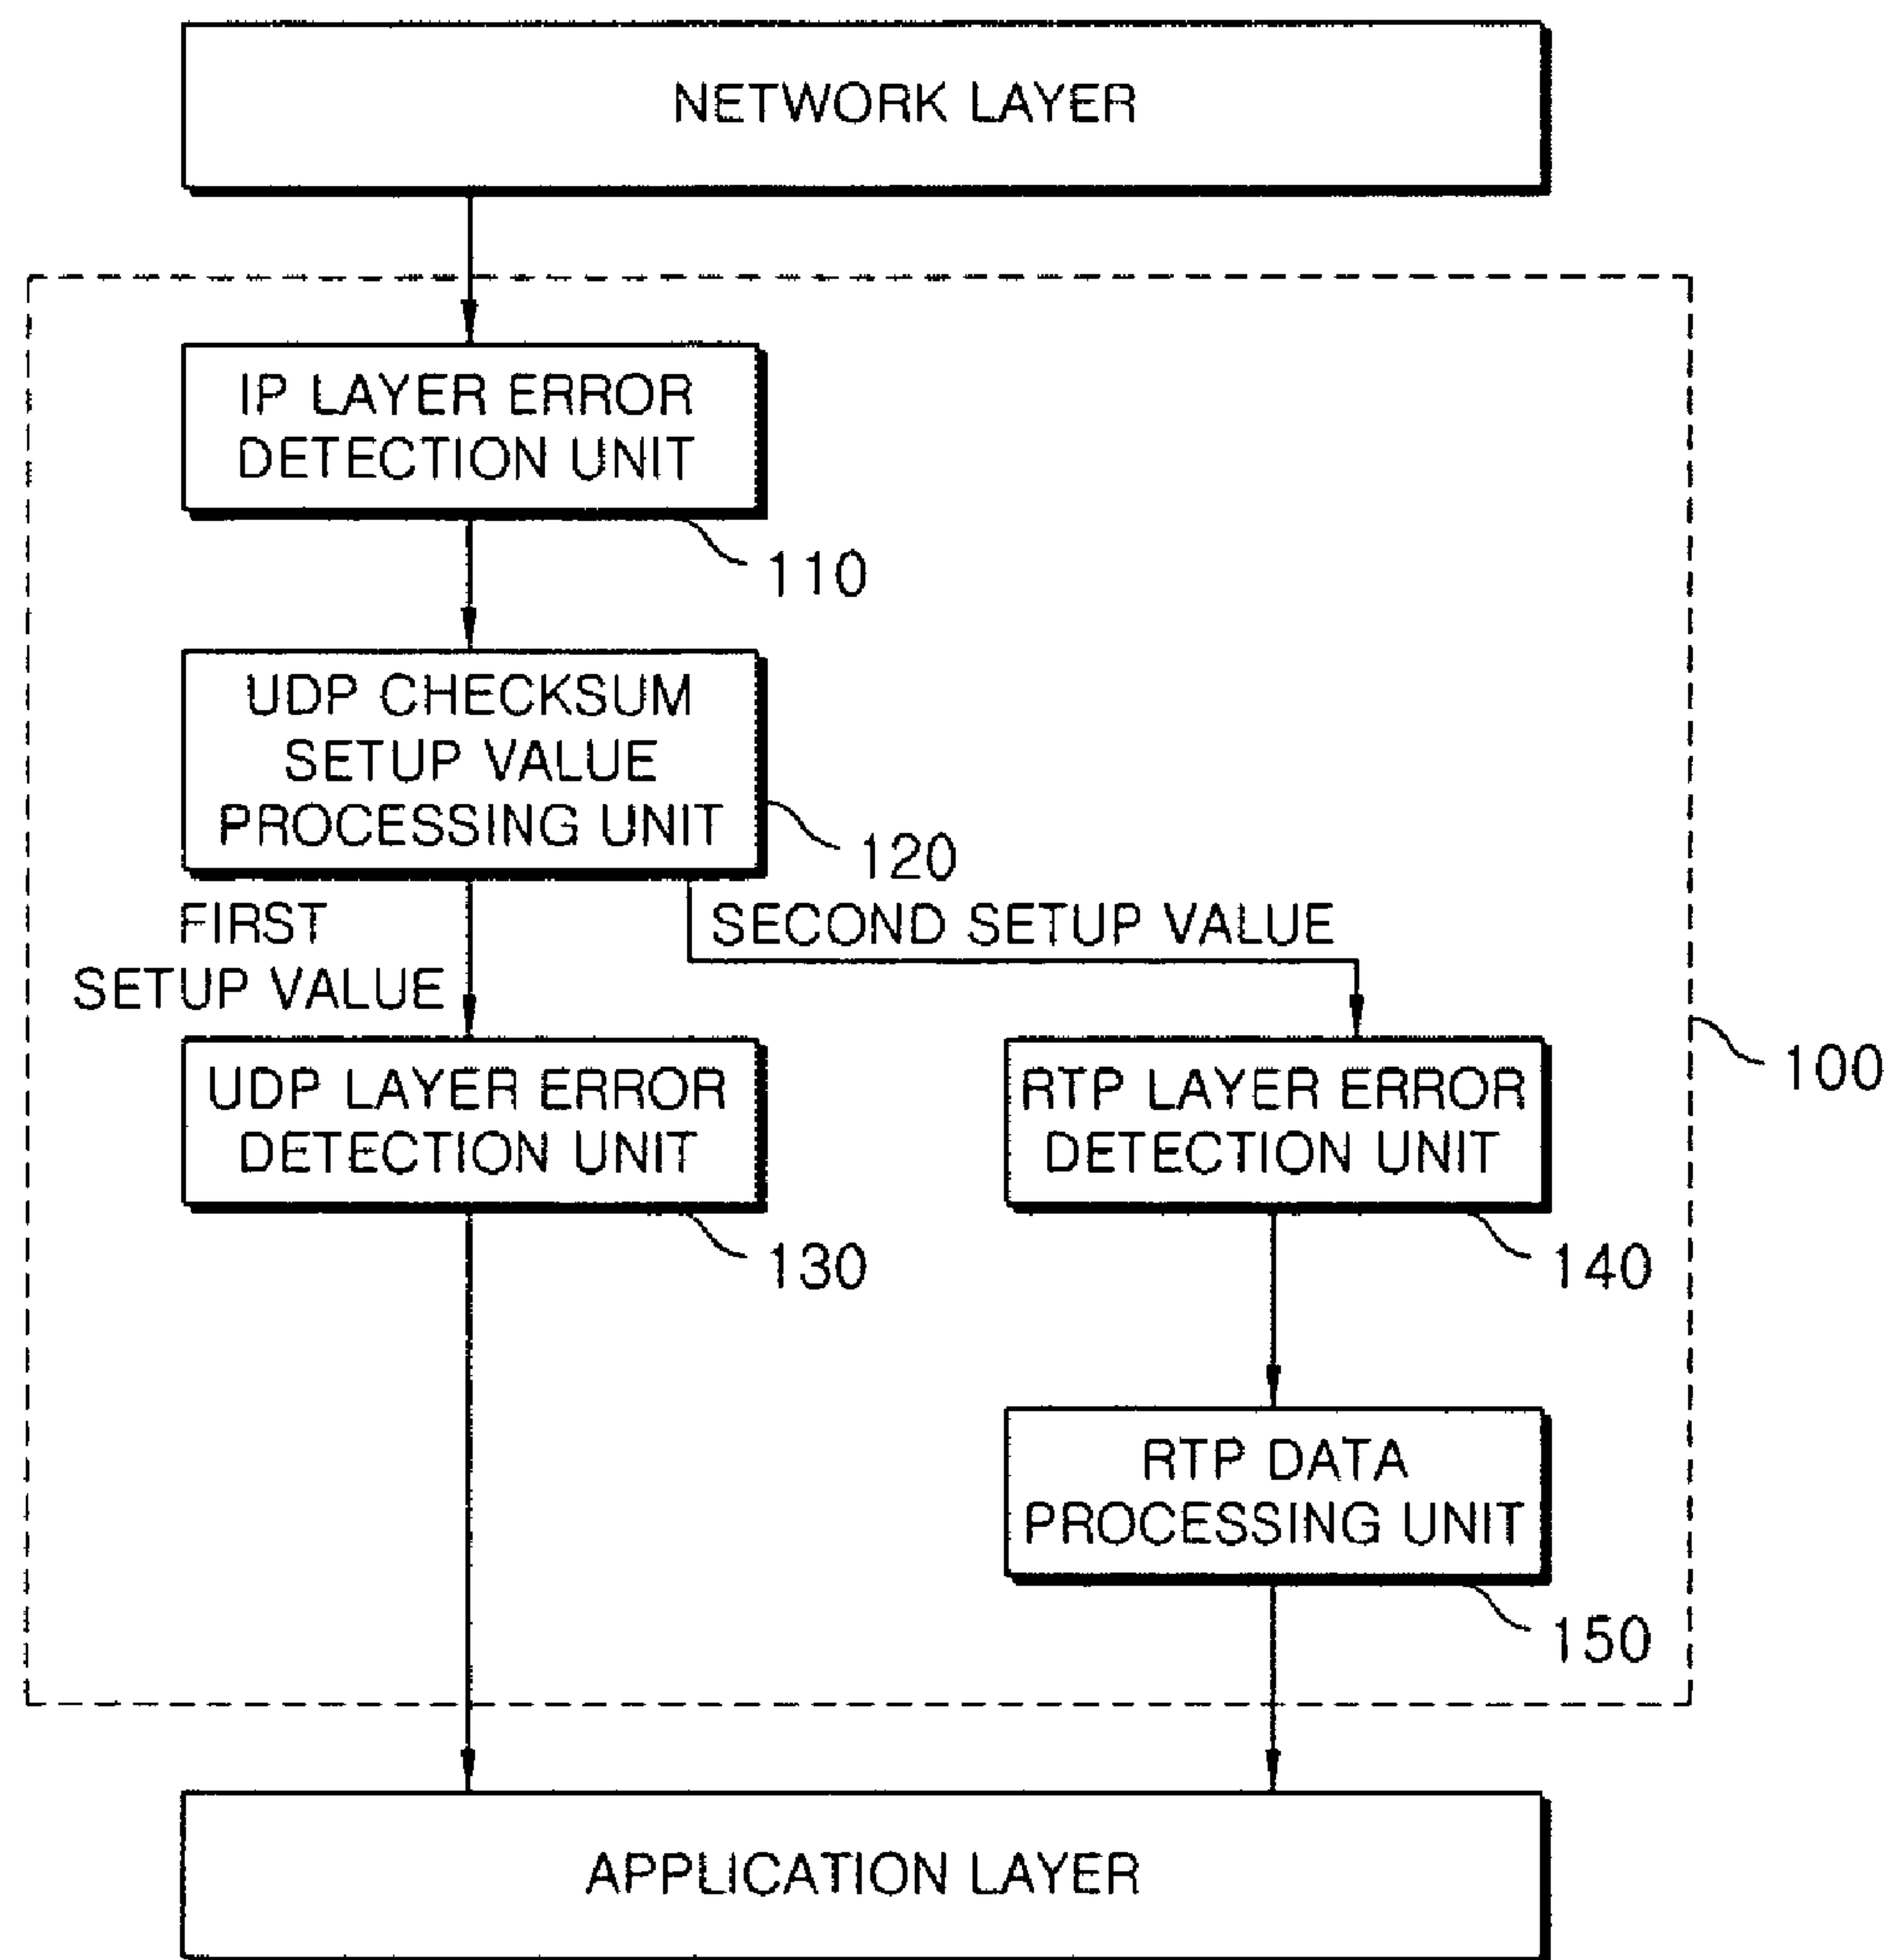 NETWORK LAYER
IP LAYER ERROR
DETECTION UNIT
110
UDP CHECKSUM
SETUP VALUE
PROCESSING UNIT
120
FIRST
SETUP VALUE
SECOND SETUP VALUE
UDP LAYER ERROR
DETECTION UNIT
130
RTP LAYER ERROR
DETECTION UNIT
140
100
RTP DATA
PROCESSING UNIT
150
APPLICATION LAYER